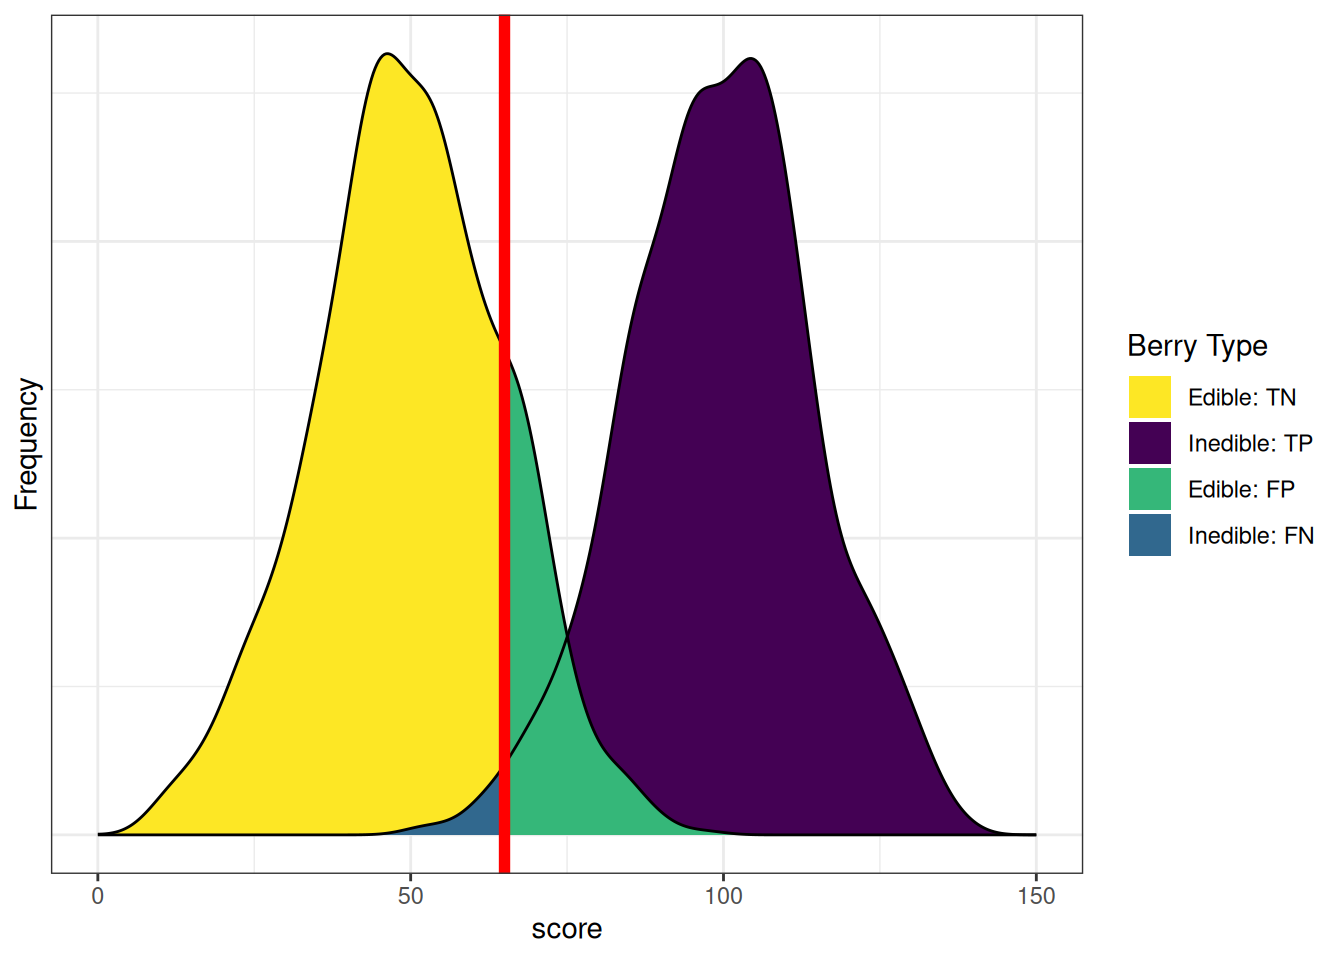 Frequency
0
50
100
150
score
Berry Type
Edible: TN
Inedible: TP
Edible: FP
Inedible: FN